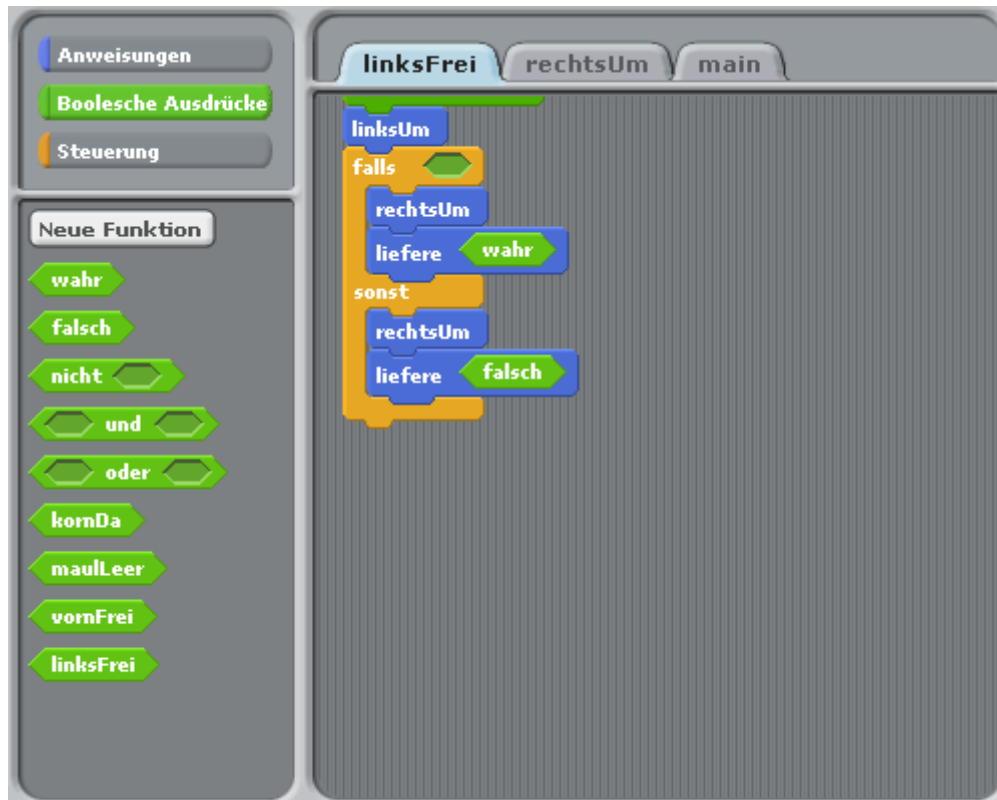 Anweisungen
Boolesche Ausdrücke
Steuerung
Neue Funktion
wahr
falsch
nicht
und
oder
kornDa
maulLeer
vornFrei
linksFrei
linksFrei rechtsUm main
linksUm
falls
rechtsUm
liefere wahr
sonst
rechtsUm
liefere falsch